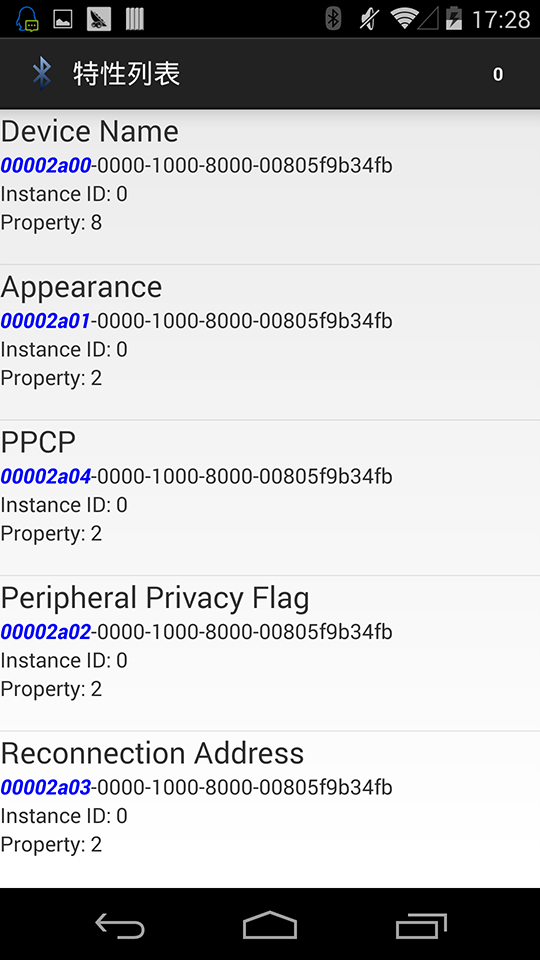 17:28
特性列表
0
Device Name
00002a00-0000-1000-8000-00805f9b34fb
Instance ID: 0
Property: 8
Appearance
00002a01-0000-1000-8000-00805f9b34fb
Instance ID: 0
Property: 2
PPCP
00002a04-0000-1000-8000-00805f9b34fb
Instance ID: 0
Property: 2
Peripheral Privacy Flag
00002a02-0000-1000-8000-00805f9b34fb
Instance ID: 0
Property: 2
Reconnection Address
00002a03-0000-1000-8000-00805f9b34fb
Instance ID: 0
Property: 2